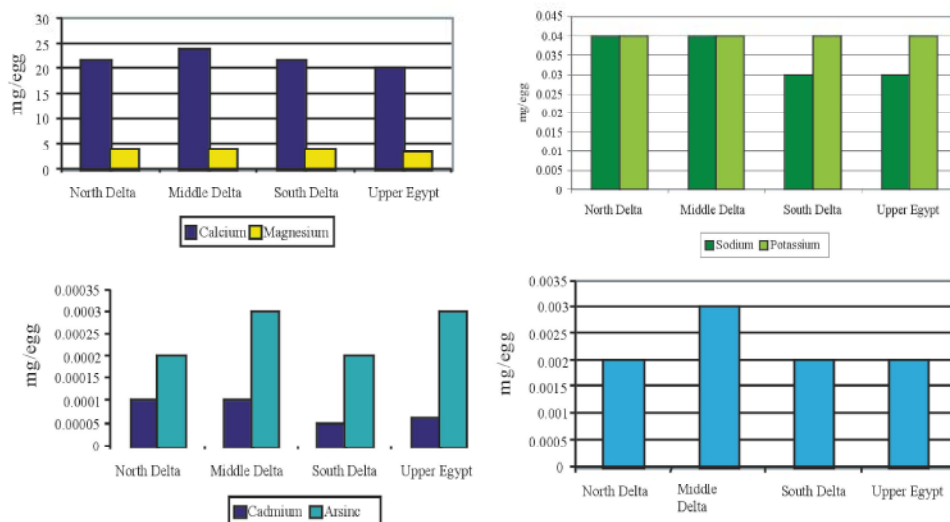 30
25
20
15
10
5
0
mg/egg
North Delta Middle Delta South Delta Upper Egypt
Calcium Magnesium
0.045
0.04
0.035
0.03
0.025
0.02
0.015
0.01
0.005
0
mg/egg
North Delta Middle Delta South Delta Upper Egypt
Sodium Potassium
0.00035
0.0003
0.00025
0.0002
0.0001
0.00005
0
mg/egg
North Delta Middle Delta South Delta Upper Egypt
Cadmium Arsine
0.0035
0.003
0.0025
0.002
0.0015
0.001
0.0005
0
mg/egg
North Delta Middle Delta South Delta Upper Egypt